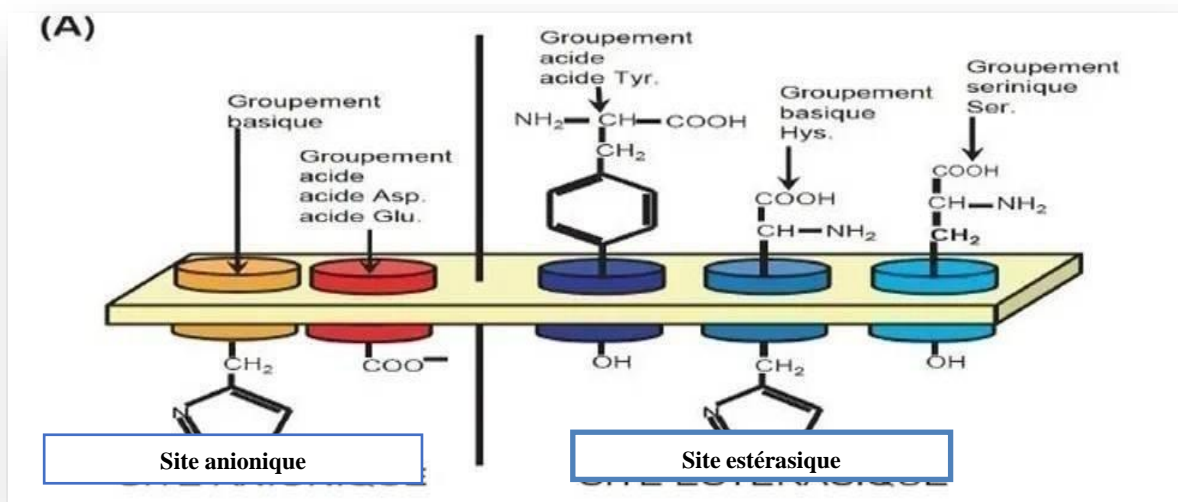 (A)
Groupement
basique
Groupement
acide
acide Asp.
acide Glu.
Groupement
acide
acide Tyr.
NH₂—CH—COOH
CH₂
Groupement
basique
Hys.
COOH
CH—NH₂
Groupement
serinique
Ser.
COOH
CH—NH₂
CH₂
CH₂
COO—
OH
CH₂
OH
N
N
Site anionique
Site estérasique